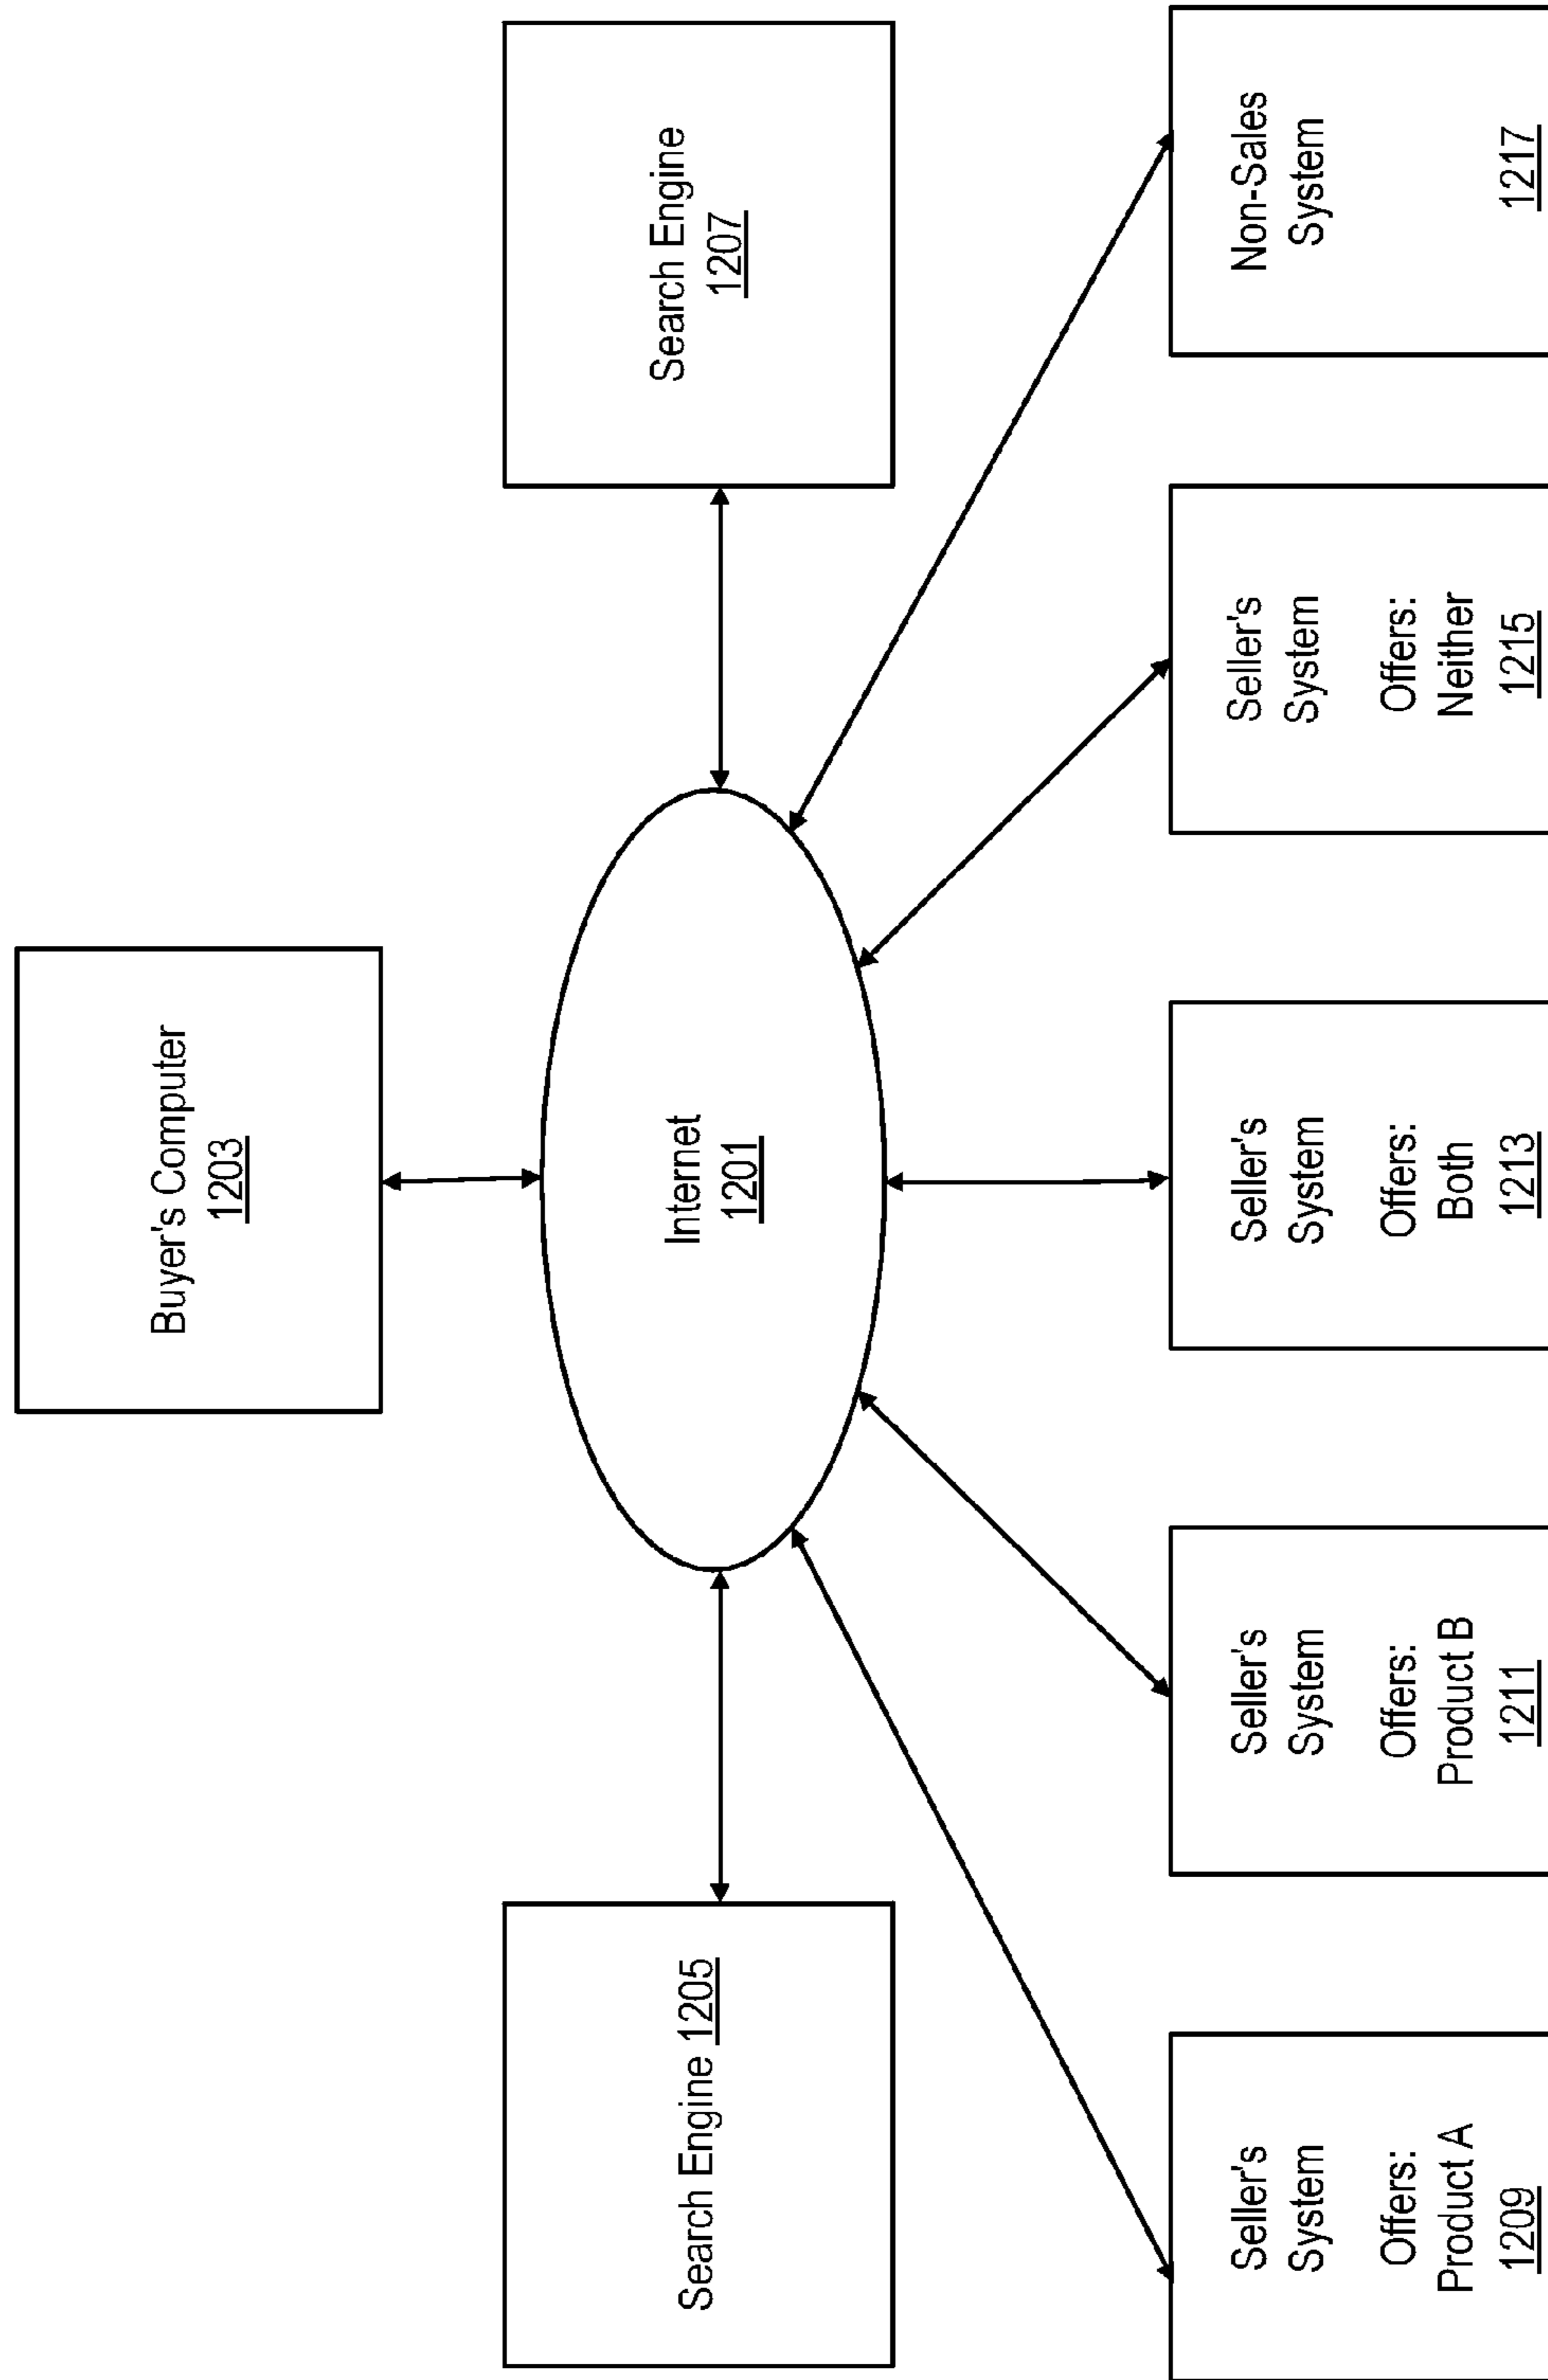 Buyer's Computer
1203
Search Engine 1205
Internet
1201
Search Engine
1207
Seller's
System
Offers:
Product A
1209
Seller's
System
Offers:
Product B
1211
Seller's
System
Offers:
Both
1213
Seller's
System
Offers:
Neither
1215
Non-Sales
System
1217